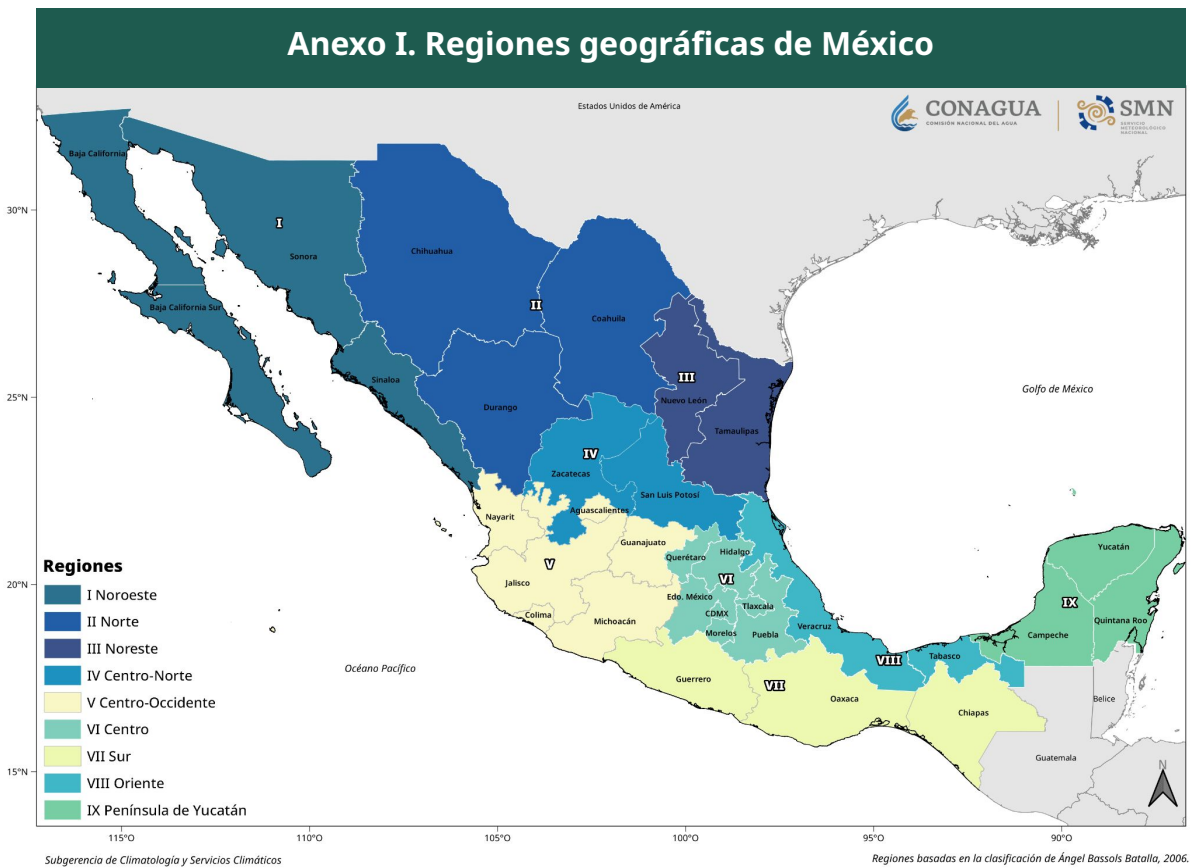 Anexo I. Regiones geográficas de México
Estados Unidos de América
CONAGUA
COMISIÓN NACIONAL DEL AGUA
SMN
SERVICIO
METEOROLÓGICO
NACIONAL
Baja California
30°N
I
Sonora
Chihuahua
II
Baja California Sur
Coahuila
III
Sinaloa
Golfo de México
25°N
Durango
Nuevo León
Tamaulipas
IV
Zacatecas
San Luis Potosí
Nayarit
Aguascalientes
Guanajuato
Querétaro
Hidalgo
Yucatán
V
VI
Jalisco
20°N
Edo. México
Tlaxcala
IX
Colima
Michoacán
CDMX
Veracruz
Quintana Roo
Morelos
Puebla
Campeche
VIII
Tabasco
Océano Pacífico
Guerrero
VII
Oaxaca
Belice
Chiapas
Guatemala
15°N
N
Regiones
I Noroeste
II Norte
III Noreste
IV Centro-Norte
V Centro-Occidente
VI Centro
VII Sur
VIII Oriente
IX Península de Yucatán
115°O
110°O
105°O
100°O
95°O
90°O
Subgerencia de Climatología y Servicios Climáticos
Regiones basadas en la clasificación de Ángel Bassols Batalla, 2006.